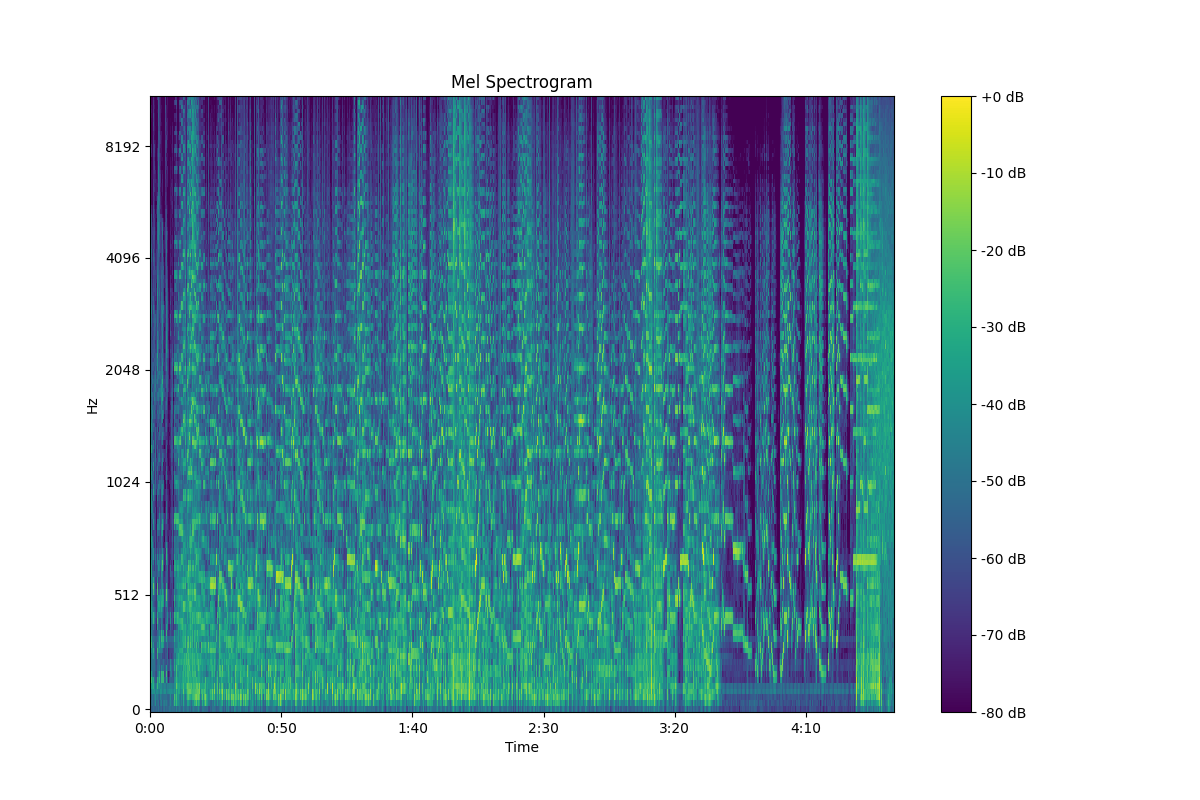 Mel Spectrogram
+0 dB
8192
-10 dB
-20 dB
4096
-30 dB
2048
-40 dB
Hz
1024
-50 dB
-60 dB
512
-70 dB
0
-80 dB
0:00
0:50
1:40
2:30
3:20
4:10
Time